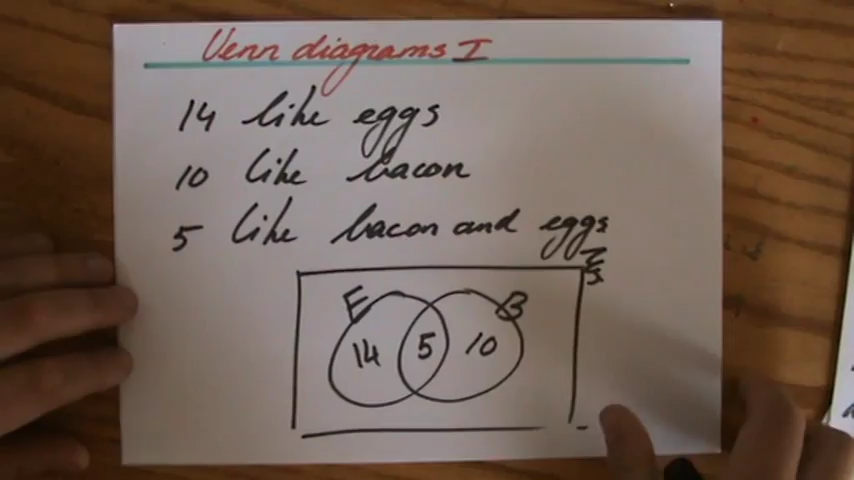 Venn diagrams I
14 like eggs
10 like bacon
5 like bacon and eggs
E B
14 5 10